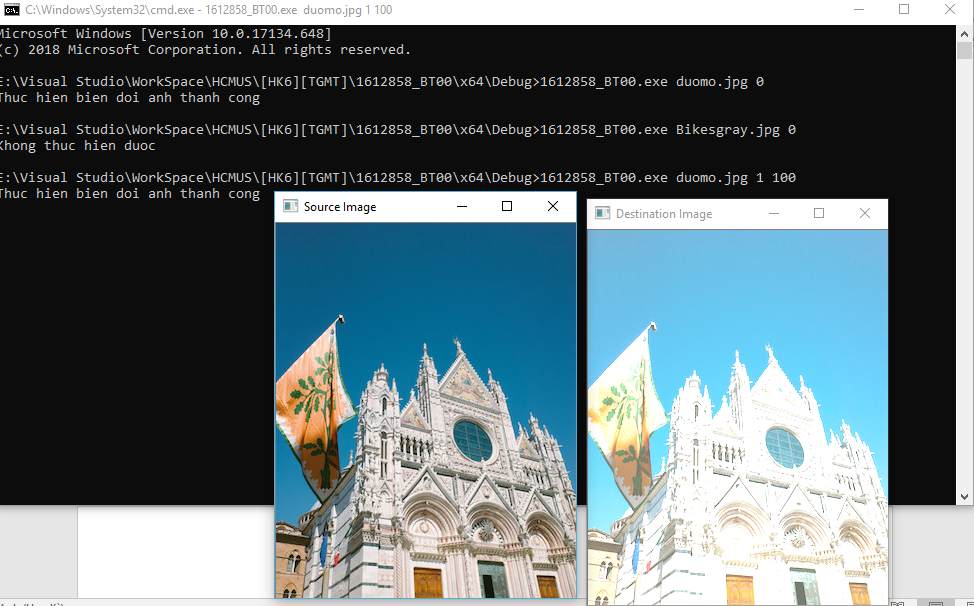 C:\Windows\System32\cmd.exe - 1612858_BT00.exe  duomo.jpg 1 100
Microsoft Windows [Version 10.0.17134.648]
(c) 2018 Microsoft Corporation. All rights reserved.
E:\Visual Studio\WorkSpace\HCMUS\[HK6][TGMT]\1612858_BT00\x64\Debug>1612858_BT00.exe duomo.jpg 0
Thuc hien bien doi anh thanh cong
E:\Visual Studio\WorkSpace\HCMUS\[HK6][TGMT]\1612858_BT00\x64\Debug>1612858_BT00.exe Bikesgray.jpg 0
Khong thuc hien duoc
E:\Visual Studio\WorkSpace\HCMUS\[HK6][TGMT]\1612858_BT00\x64\Debug>1612858_BT00.exe duomo.jpg 1 100
Thuc hien bien doi anh thanh cong
Source Image
Destination Image